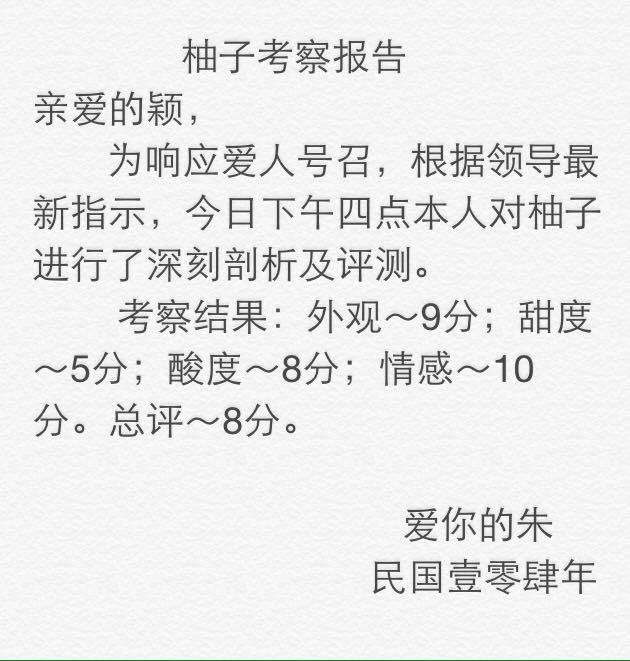 柚子考察报告
亲爱的颖，
为响应爱人号召，根据领导最
新指示，今日下午四点本人对柚子
进行了深刻剖析及评测。
考察结果：外观～9分；甜度
～5分；酸度～8分；情感～10
分。总评～8分。
爱你的朱
民国壹零肆年